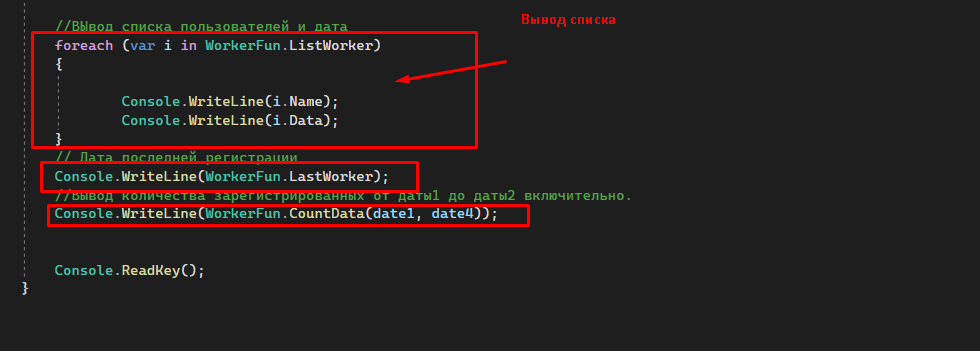 Вывод списка
//ВЫвод списка пользователей и дата
foreach (var i in WorkerFun.ListWorker)
{
Console.WriteLine(i.Name);
Console.WriteLine(i.Data);
}
// Дата последней регистрации
Console.WriteLine(WorkerFun.LastWorker);
//Вывод количества зарегистрированных от даты1 до даты2 включительно.
Console.WriteLine(WorkerFun.CountData(date1, date4));
Console.ReadKey();
}